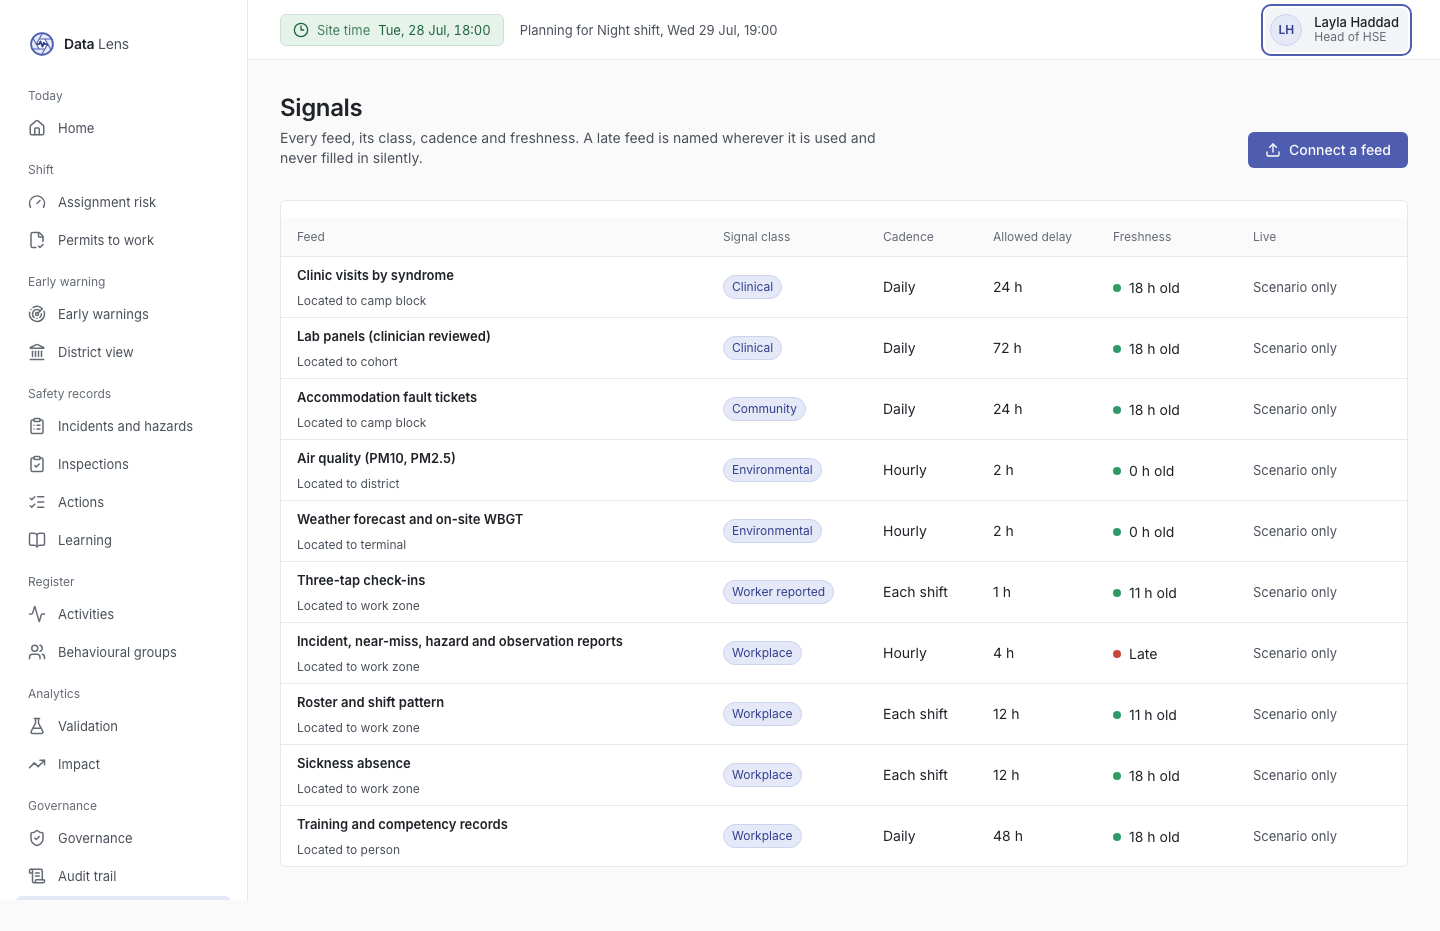 Data Lens
Today
Home
Shift
Assignment risk
Permits to work
Early warning
Early warnings
District view
Safety records
Incidents and hazards
Inspections
Actions
Learning
Register
Activities
Behavioural groups
Analytics
Validation
Impact
Governance
Governance
Audit trail
Site time Tue, 28 Jul, 18:00
Planning for Night shift, Wed 29 Jul, 19:00
LH
Layla Haddad
Head of HSE
Signals
Every feed, its class, cadence and freshness. A late feed is named wherever it is used and
never filled in silently.
Connect a feed
Feed Signal class Cadence Allowed delay Freshness Live
Clinic visits by syndrome
Located to camp block
Clinical Daily 24 h 18 h old Scenario only
Lab panels (clinician reviewed)
Located to cohort
Clinical Daily 72 h 18 h old Scenario only
Accommodation fault tickets
Located to camp block
Community Daily 24 h 18 h old Scenario only
Air quality (PM10, PM2.5)
Located to district
Environmental Hourly 2 h 0 h old Scenario only
Weather forecast and on-site WBGT
Located to terminal
Environmental Hourly 2 h 0 h old Scenario only
Three-tap check-ins
Located to work zone
Worker reported Each shift 1 h 11 h old Scenario only
Incident, near-miss, hazard and observation reports
Located to work zone
Workplace Hourly 4 h Late Scenario only
Roster and shift pattern
Located to work zone
Workplace Each shift 12 h 11 h old Scenario only
Sickness absence
Located to work zone
Workplace Each shift 12 h 18 h old Scenario only
Training and competency records
Located to person
Workplace Daily 48 h 18 h old Scenario only